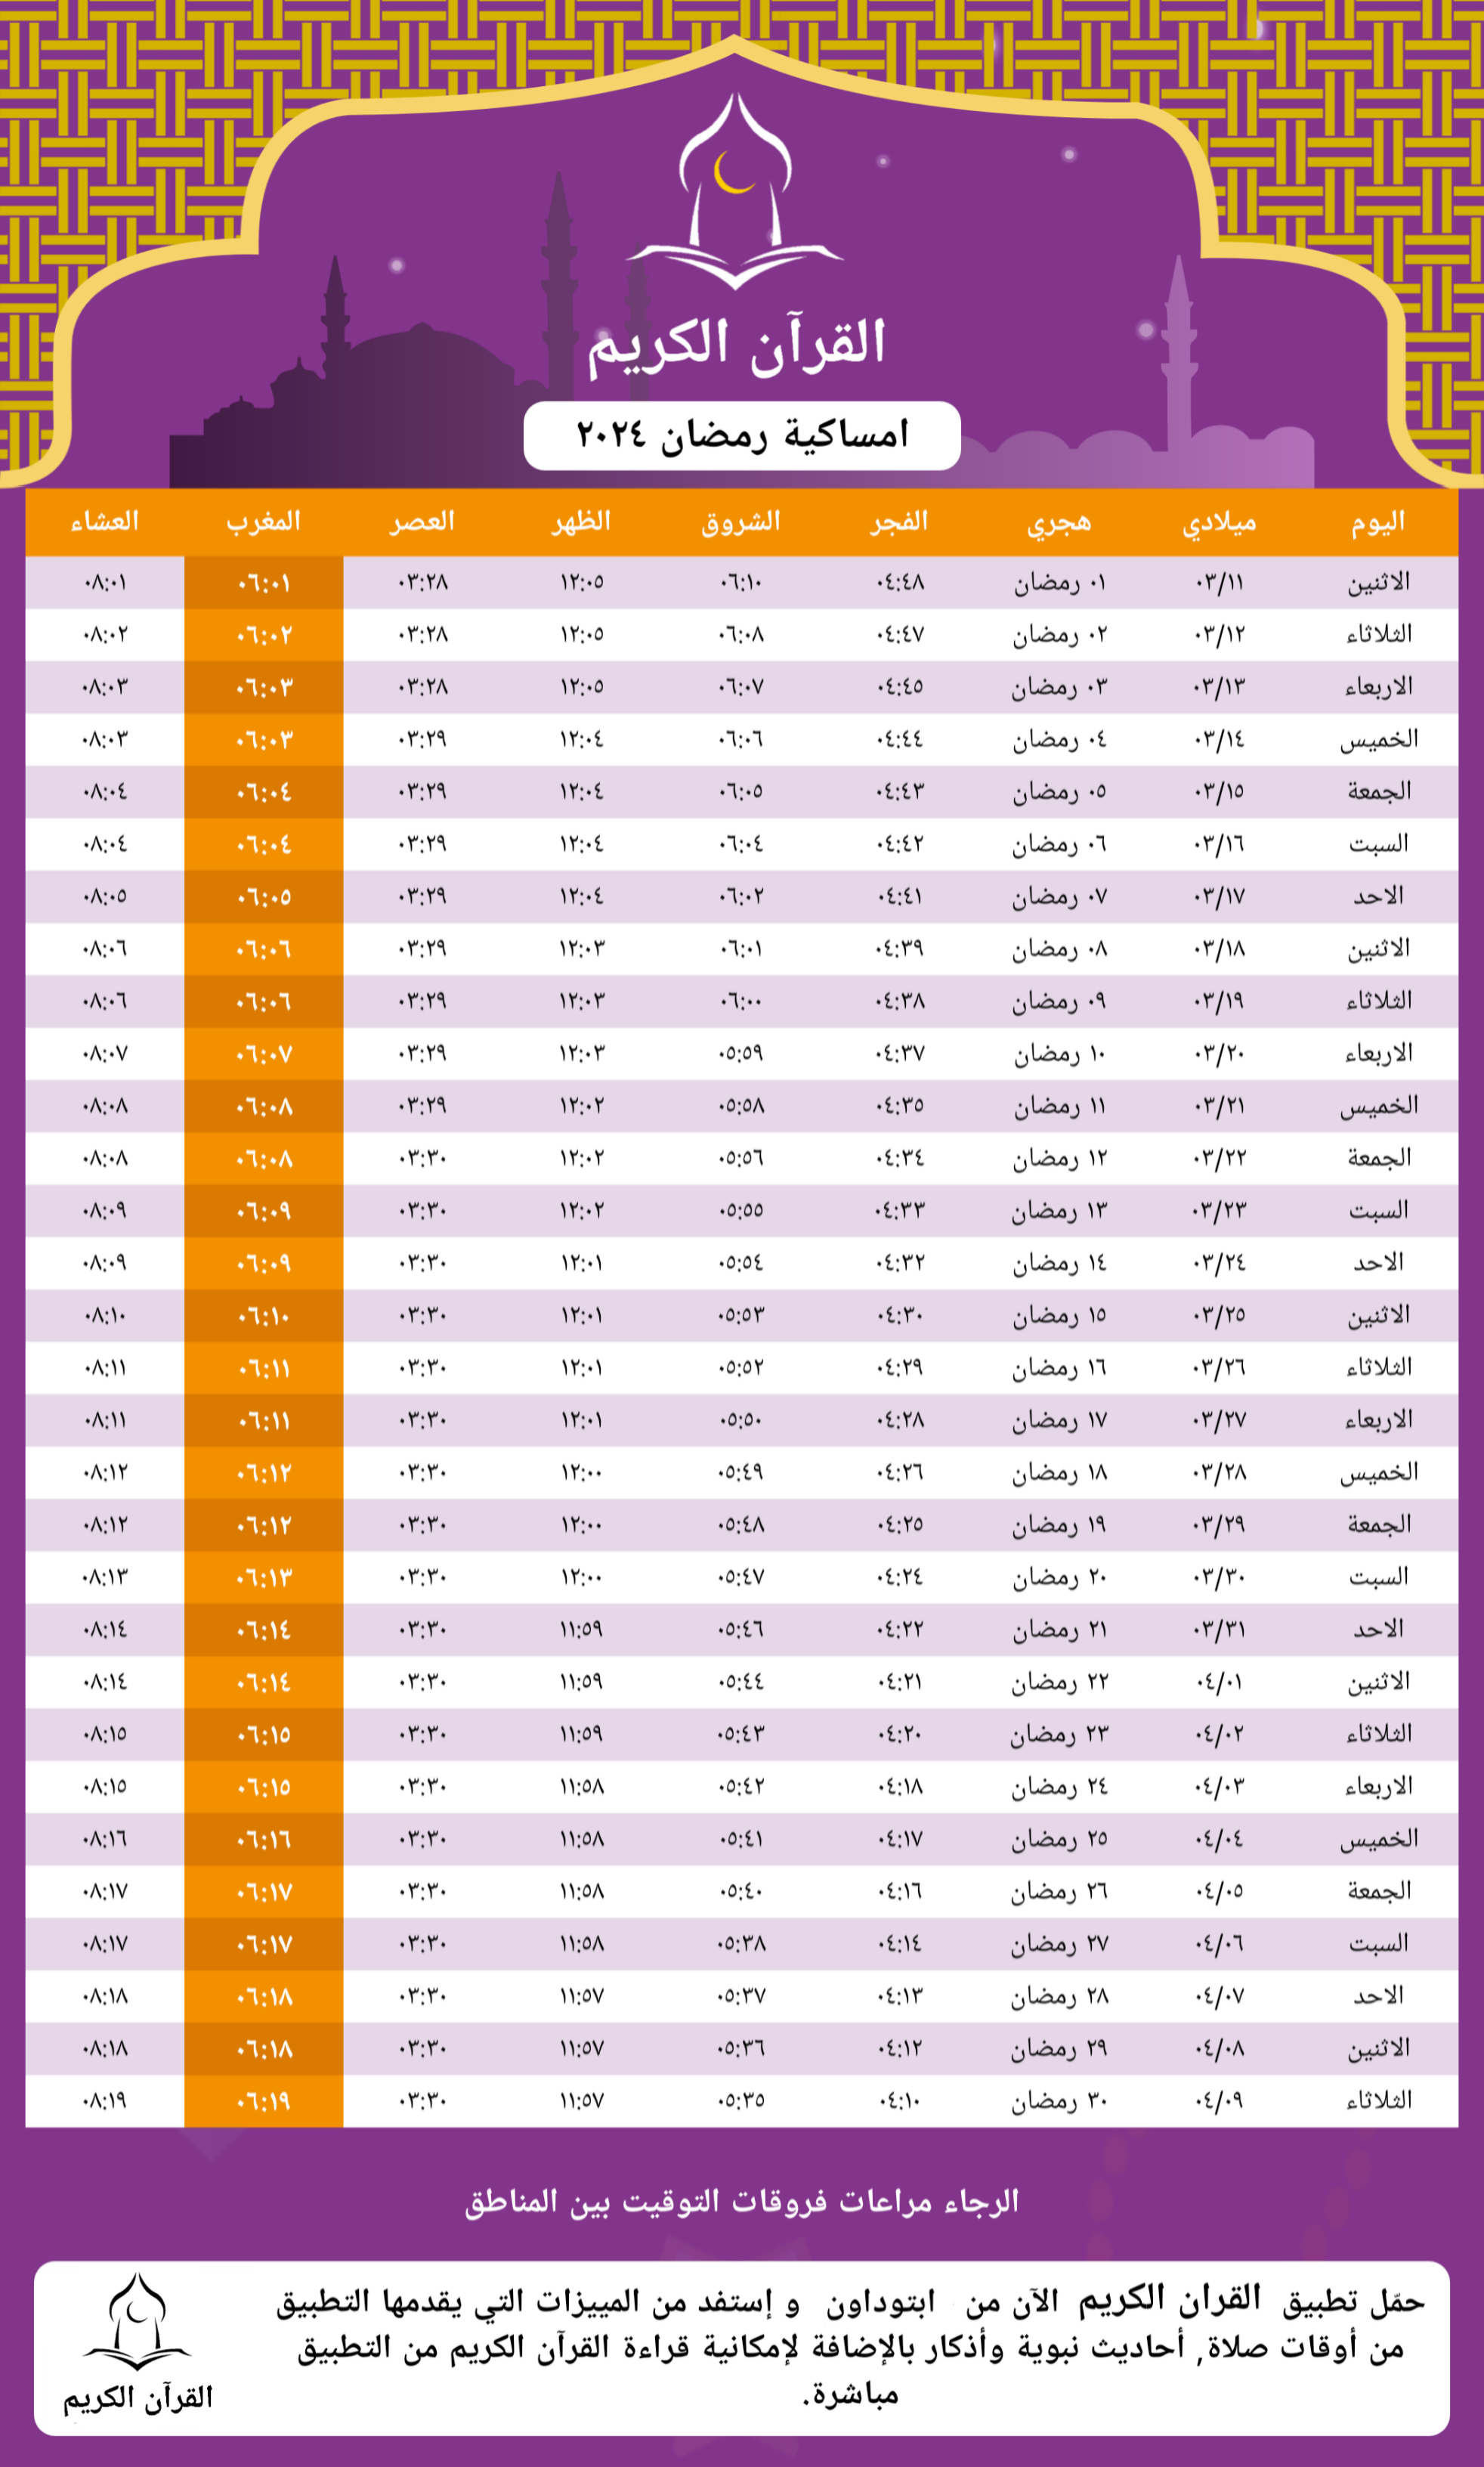 القرآن الكريم
امساكية رمضان ٢٠٢٤
اليوم ميلادي هجري الفجر الشروق الظهر العصر المغرب العشاء
الاثنين ٠٣/١١ ٠١ رمضان ٠٤:٤٨ ٠٦:١٠ ١٢:٠٥ ٠٣:٢٨ ٠٦:٠١ ٠٨:٠١
الثلاثاء ٠٣/١٢ ٠٢ رمضان ٠٤:٤٧ ٠٦:٠٨ ١٢:٠٥ ٠٣:٢٨ ٠٦:٠٢ ٠٨:٠٢
الاربعاء ٠٣/١٣ ٠٣ رمضان ٠٤:٤٥ ٠٦:٠٧ ١٢:٠٥ ٠٣:٢٨ ٠٦:٠٣ ٠٨:٠٣
الخميس ٠٣/١٤ ٠٤ رمضان ٠٤:٤٤ ٠٦:٠٦ ١٢:٠٤ ٠٣:٢٩ ٠٦:٠٣ ٠٨:٠٣
الجمعة ٠٣/١٥ ٠٥ رمضان ٠٤:٤٣ ٠٦:٠٥ ١٢:٠٤ ٠٣:٢٩ ٠٦:٠٤ ٠٨:٠٤
السبت ٠٣/١٦ ٠٦ رمضان ٠٤:٤٢ ٠٦:٠٤ ١٢:٠٤ ٠٣:٢٩ ٠٦:٠٤ ٠٨:٠٤
الاحد ٠٣/١٧ ٠٧ رمضان ٠٤:٤١ ٠٦:٠٢ ١٢:٠٤ ٠٣:٢٩ ٠٦:٠٥ ٠٨:٠٥
الاثنين ٠٣/١٨ ٠٨ رمضان ٠٤:٣٩ ٠٦:٠١ ١٢:٠٣ ٠٣:٢٩ ٠٦:٠٦ ٠٨:٠٦
الثلاثاء ٠٣/١٩ ٠٩ رمضان ٠٤:٣٨ ٠٦:٠٠ ١٢:٠٣ ٠٣:٢٩ ٠٦:٠٦ ٠٨:٠٦
الاربعاء ٠٣/٢٠ ١٠ رمضان ٠٤:٣٧ ٠٥:٥٩ ١٢:٠٣ ٠٣:٢٩ ٠٦:٠٧ ٠٨:٠٧
الخميس ٠٣/٢١ ١١ رمضان ٠٤:٣٥ ٠٥:٥٨ ١٢:٠٢ ٠٣:٢٩ ٠٦:٠٨ ٠٨:٠٨
الجمعة ٠٣/٢٢ ١٢ رمضان ٠٤:٣٤ ٠٥:٥٦ ١٢:٠٢ ٠٣:٣٠ ٠٦:٠٨ ٠٨:٠٨
السبت ٠٣/٢٣ ١٣ رمضان ٠٤:٣٣ ٠٥:٥٥ ١٢:٠٢ ٠٣:٣٠ ٠٦:٠٩ ٠٨:٠٩
الاحد ٠٣/٢٤ ١٤ رمضان ٠٤:٣٢ ٠٥:٥٤ ١٢:٠١ ٠٣:٣٠ ٠٦:٠٩ ٠٨:٠٩
الاثنين ٠٣/٢٥ ١٥ رمضان ٠٤:٣٠ ٠٥:٥٣ ١٢:٠١ ٠٣:٣٠ ٠٦:١٠ ٠٨:١٠
الثلاثاء ٠٣/٢٦ ١٦ رمضان ٠٤:٢٩ ٠٥:٥٢ ١٢:٠١ ٠٣:٣٠ ٠٦:١١ ٠٨:١١
الاربعاء ٠٣/٢٧ ١٧ رمضان ٠٤:٢٨ ٠٥:٥٠ ١٢:٠١ ٠٣:٣٠ ٠٦:١١ ٠٨:١١
الخميس ٠٣/٢٨ ١٨ رمضان ٠٤:٢٦ ٠٥:٤٩ ١٢:٠٠ ٠٣:٣٠ ٠٦:١٢ ٠٨:١٢
الجمعة ٠٣/٢٩ ١٩ رمضان ٠٤:٢٥ ٠٥:٤٨ ١٢:٠٠ ٠٣:٣٠ ٠٦:١٢ ٠٨:١٢
السبت ٠٣/٣٠ ٢٠ رمضان ٠٤:٢٤ ٠٥:٤٧ ١٢:٠٠ ٠٣:٣٠ ٠٦:١٣ ٠٨:١٣
الاحد ٠٣/٣١ ٢١ رمضان ٠٤:٢٢ ٠٥:٤٦ ١١:٥٩ ٠٣:٣٠ ٠٦:١٤ ٠٨:١٤
الاثنين ٠٤/٠١ ٢٢ رمضان ٠٤:٢١ ٠٥:٤٤ ١١:٥٩ ٠٣:٣٠ ٠٦:١٤ ٠٨:١٤
الثلاثاء ٠٤/٠٢ ٢٣ رمضان ٠٤:٢٠ ٠٥:٤٣ ١١:٥٩ ٠٣:٣٠ ٠٦:١٥ ٠٨:١٥
الاربعاء ٠٤/٠٣ ٢٤ رمضان ٠٤:١٨ ٠٥:٤٢ ١١:٥٨ ٠٣:٣٠ ٠٦:١٥ ٠٨:١٥
الخميس ٠٤/٠٤ ٢٥ رمضان ٠٤:١٧ ٠٥:٤١ ١١:٥٨ ٠٣:٣٠ ٠٦:١٦ ٠٨:١٦
الجمعة ٠٤/٠٥ ٢٦ رمضان ٠٤:١٦ ٠٥:٤٠ ١١:٥٨ ٠٣:٣٠ ٠٦:١٧ ٠٨:١٧
السبت ٠٤/٠٦ ٢٧ رمضان ٠٤:١٤ ٠٥:٣٨ ١١:٥٨ ٠٣:٣٠ ٠٦:١٧ ٠٨:١٧
الاحد ٠٤/٠٧ ٢٨ رمضان ٠٤:١٣ ٠٥:٣٧ ١١:٥٧ ٠٣:٣٠ ٠٦:١٨ ٠٨:١٨
الاثنين ٠٤/٠٨ ٢٩ رمضان ٠٤:١٢ ٠٥:٣٦ ١١:٥٧ ٠٣:٣٠ ٠٦:١٨ ٠٨:١٨
الثلاثاء ٠٤/٠٩ ٣٠ رمضان ٠٤:١٠ ٠٥:٣٥ ١١:٥٧ ٠٣:٣٠ ٠٦:١٩ ٠٨:١٩
الرجاء مراعات فروقات التوقيت بين المناطق
حمّل تطبيق القران الكريم الآن من ابتوداون و إستفد من المييزات التي يقدمها التطبيق
من أوقات صلاة, أحاديث نبوية وأذكار بالإضافة لإمكانية قراءة القرآن الكريم من التطبيق
مباشرة.
القرآن الكريم